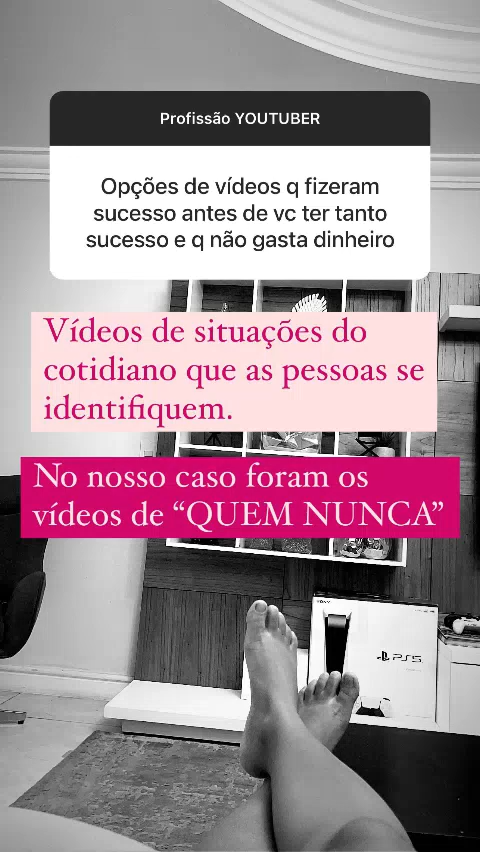 Profissão YOUTUBER
Opções de vídeos q fizeram
sucesso antes de vc ter tanto
sucesso e q não gasta dinheiro
Vídeos de situações do
cotidiano que as pessoas se
identifiquem.
No nosso caso foram os
vídeos de “QUEM NUNCA”
SONY
PS5